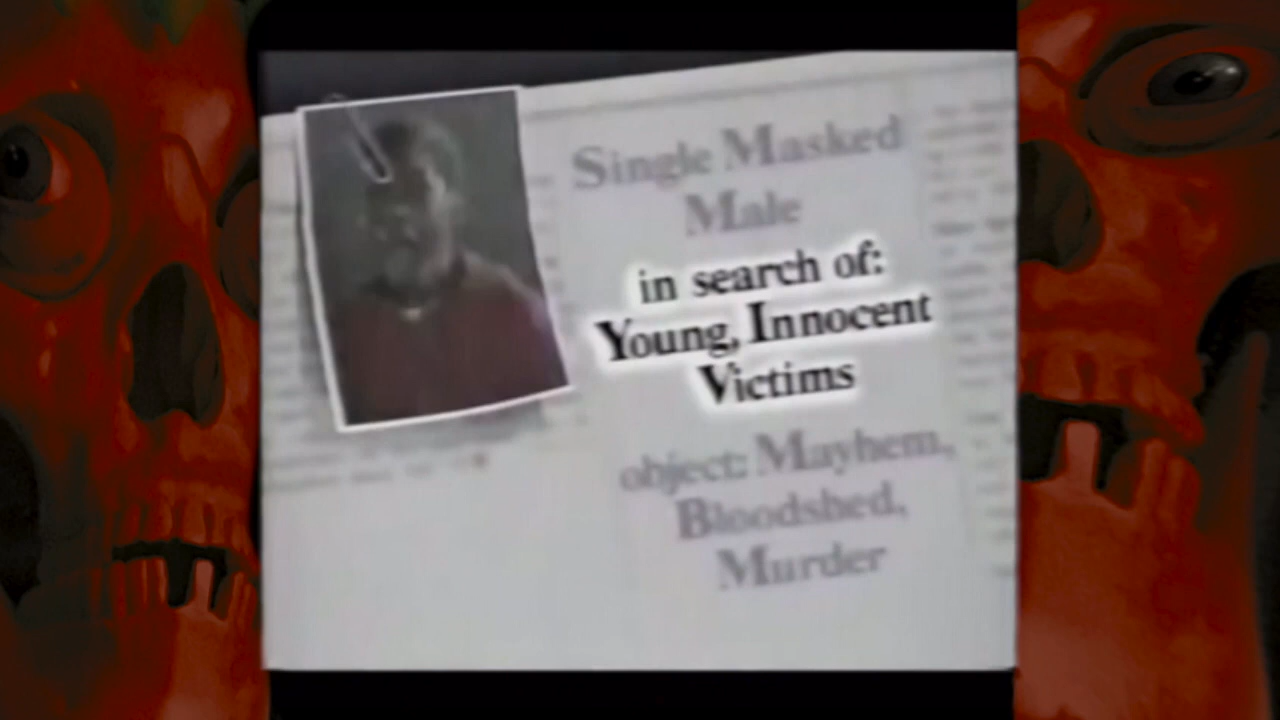 Single Masked
Male
in search of:
Young, Innocent
Victims
object: Mayhem,
Bloodshed,
Murder